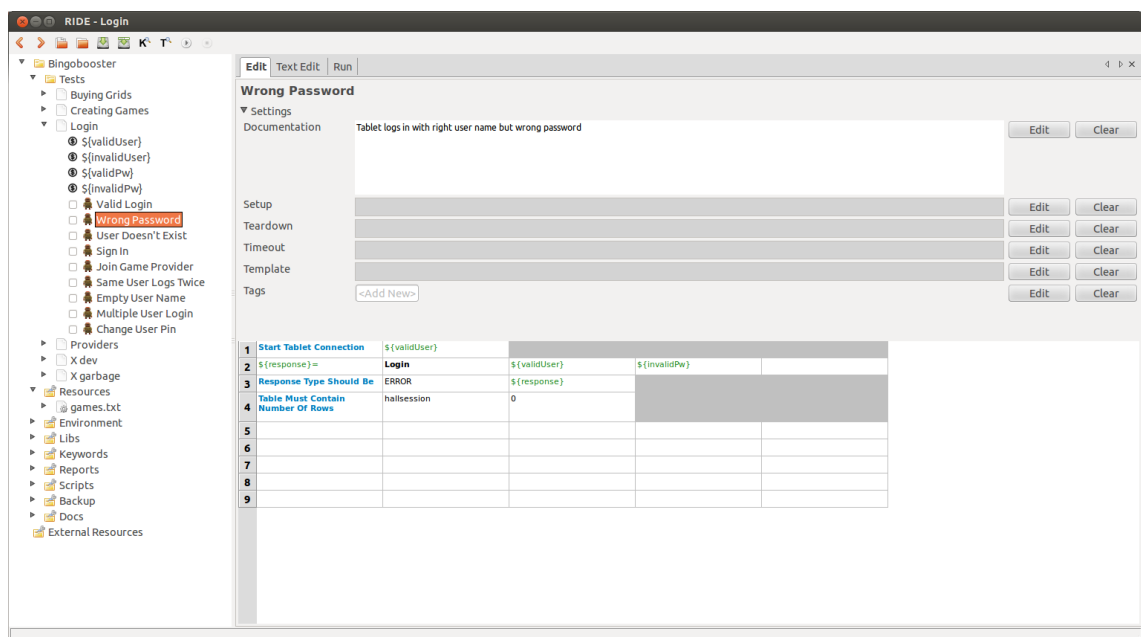 RIDE - Login
K T
Bingobooster
Tests
Buying Grids
Creating Games
Login
${validUser}
${invalidUser}
${validPw}
${invalidPw}
Valid Login
Wrong Password
User Doesn't Exist
Sign In
Join Game Provider
Same User Logs Twice
Empty User Name
Multiple User Login
Change User Pin
Providers
X dev
X garbage
Resources
games.txt
Environment
Libs
Keywords
Reports
Scripts
Backup
Docs
External Resources
Edit Text Edit Run
Wrong Password
Settings
Documentation Tablet logs in with right user name but wrong password Edit Clear
Setup Edit Clear
Teardown Edit Clear
Timeout Edit Clear
Template Edit Clear
Tags <Add New> Edit Clear
1 Start Tablet Connection ${validUser}
2 ${response}= Login ${validUser} ${invalidPw}
3 Response Type Should Be ERROR ${response}
4 Table Must Contain hallsession 0
Number Of Rows
5
6
7
8
9